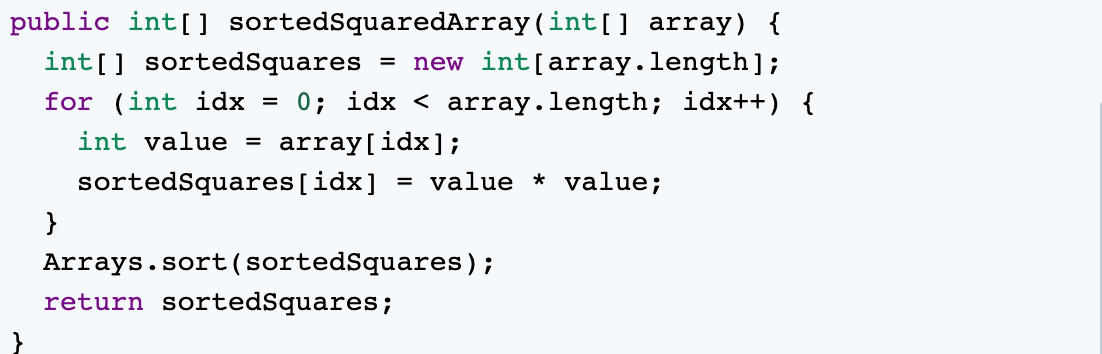 public int[] sortedSquaredArray(int[] array) {
  int[] sortedSquares = new int[array.length];
  for (int idx = 0; idx < array.length; idx++) {
    int value = array[idx];
    sortedSquares[idx] = value * value;
  }
  Arrays.sort(sortedSquares);
  return sortedSquares;
}